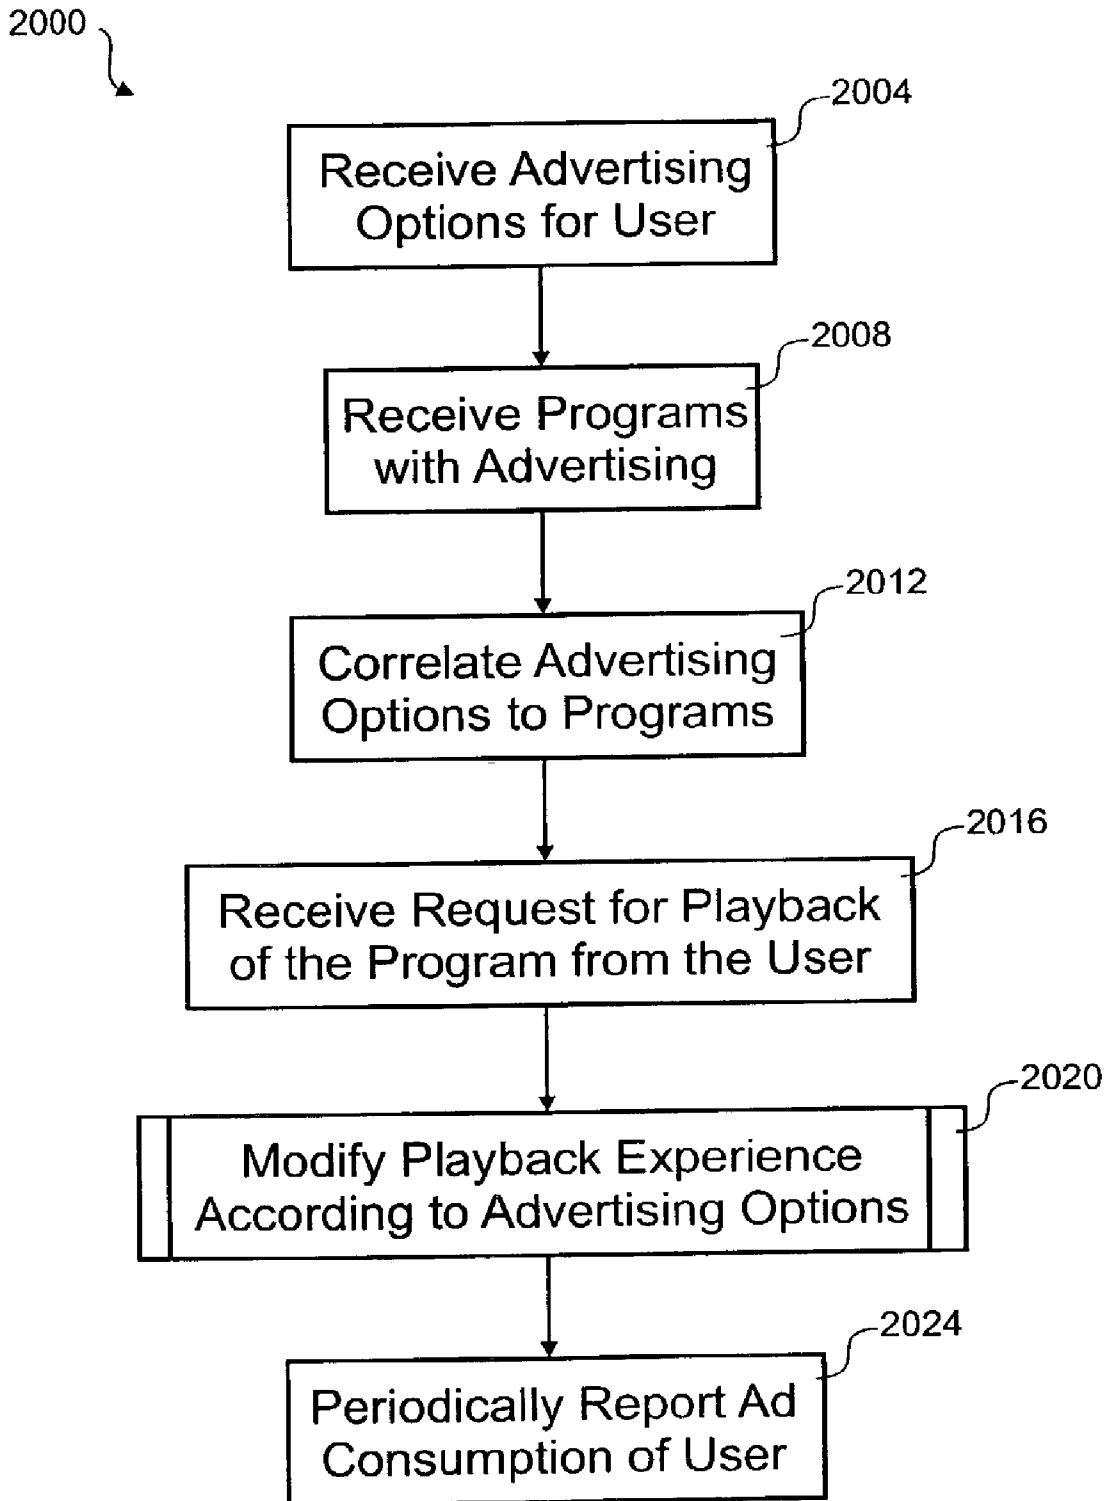 2000
2004
Receive Advertising
Options for User
2008
Receive Programs
with Advertising
2012
Correlate Advertising
Options to Programs
2016
Receive Request for Playback
of the Program from the User
2020
Modify Playback Experience
According to Advertising Options
2024
Periodically Report Ad
Consumption of User